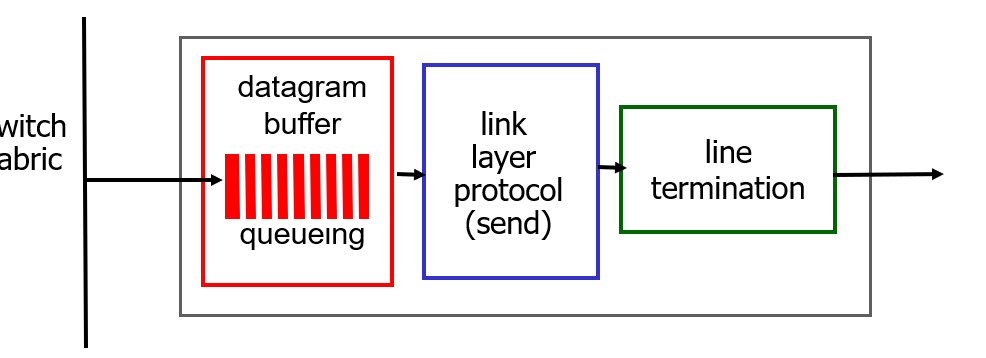 witch
abric
datagram
buffer
queueing
link
layer
protocol
(send)
line
termination